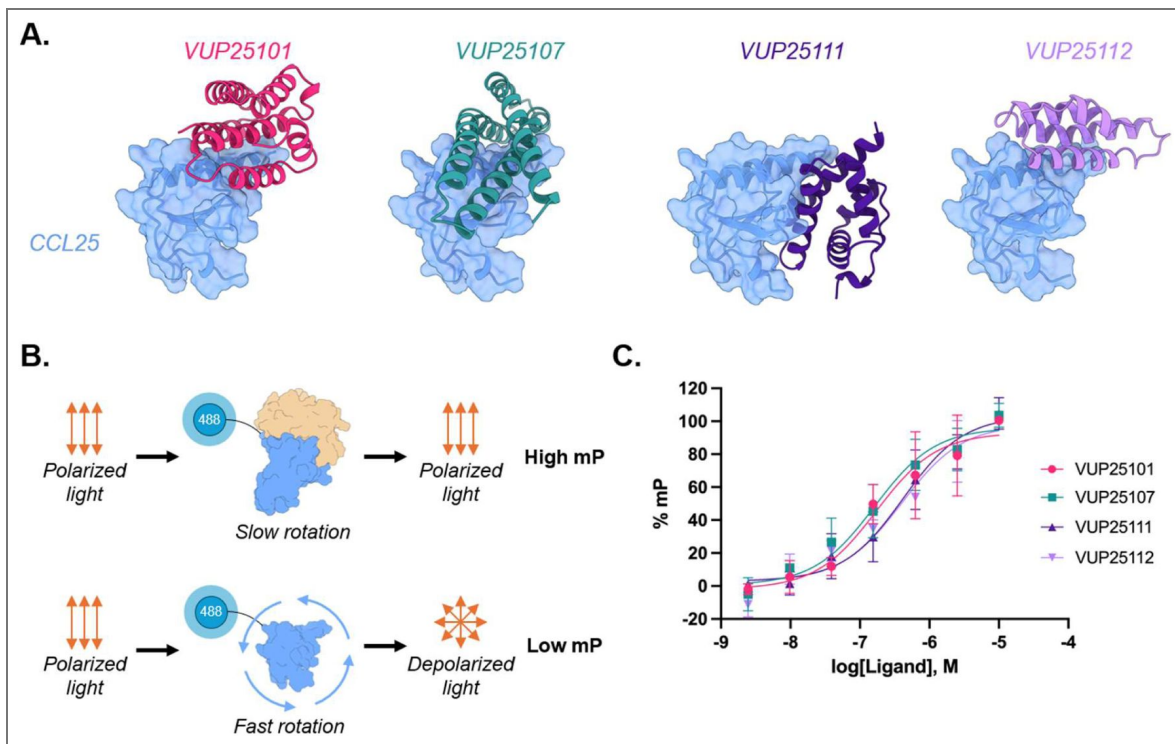 A.
VUP25101
VUP25107
VUP25111
VUP25112
CCL25
B.
488
Polarized
light
Slow rotation
Polarized
light
High mP
488
Polarized
light
Fast rotation
Depolarized
light
Low mP
C.
% mP
120
100
80
60
40
20
0
-20
-9
-8
-7
-6
-5
-4
log[Ligand], M
VUP25101
VUP25107
VUP25111
VUP25112